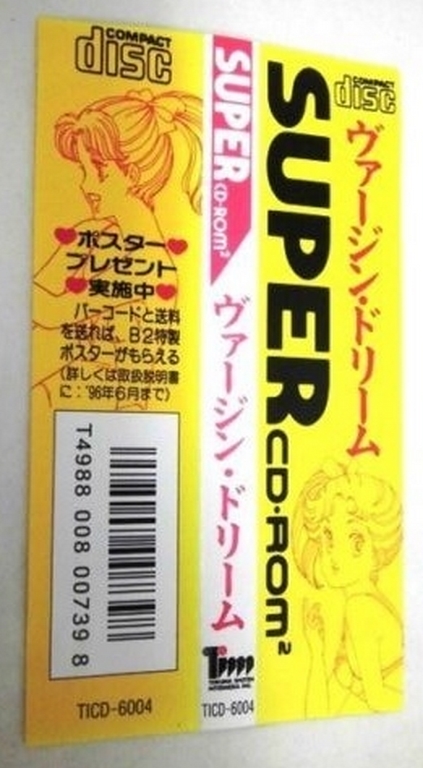 COMPACT
disc
♥ポスター♥
プレゼント
♥実施中♥
バーコードと送料
を送れば、B2特製
ポスターがもらえる
(詳しくは取扱説明書
に:'96年6月まで)
T4988 008 00739 8
TICD-6004
SUPER
CD-ROM²
ヴァージン・ドリーム
TOKUMA SHOTEN
INTERMEDIA INC.
TICD-6004
COMPACT
disc
SUPER CD-ROM²
ヴァージン・ドリーム